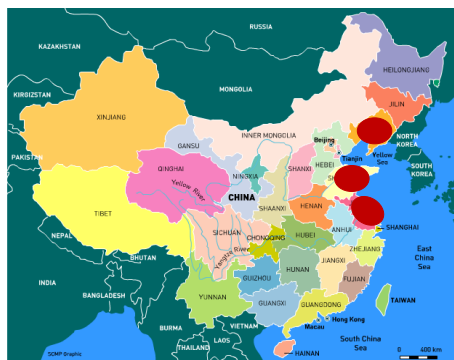 RUSSIA
KAZAKHSTAN
HEILONGJIANG
MONGOLIA
JILIN
KIRGIZSTAN
XINJIANG
INNER MONGOLIA
Beijing
NORTH
KOREA
GANSU
Tianjin
Yellow
Sea
PAKISTAN
HEBEI
SHANXI
SOUTH
KOREA
QINGHAI
NINGXIA
Yellow River
CHINA
SHAANXI
HENAN
TIBET
SHANGHAI
ANHUI
SICHUAN
CHONGQING
HUBEI
NEPAL
Yangtze River
ZHEJIANG
East
China
Sea
BHUTAN
JIANGXI
HUNAN
GUIZHOU
FUJIAN
INDIA
BANGLADESH
YUNNAN
TAIWAN
GUANGXI
GUANGDONG
Hong Kong
Macau
BURMA
VIETNAM
LAOS
South China
Sea
THAILAND
HAINAN
0 400 km
SCMP Graphic